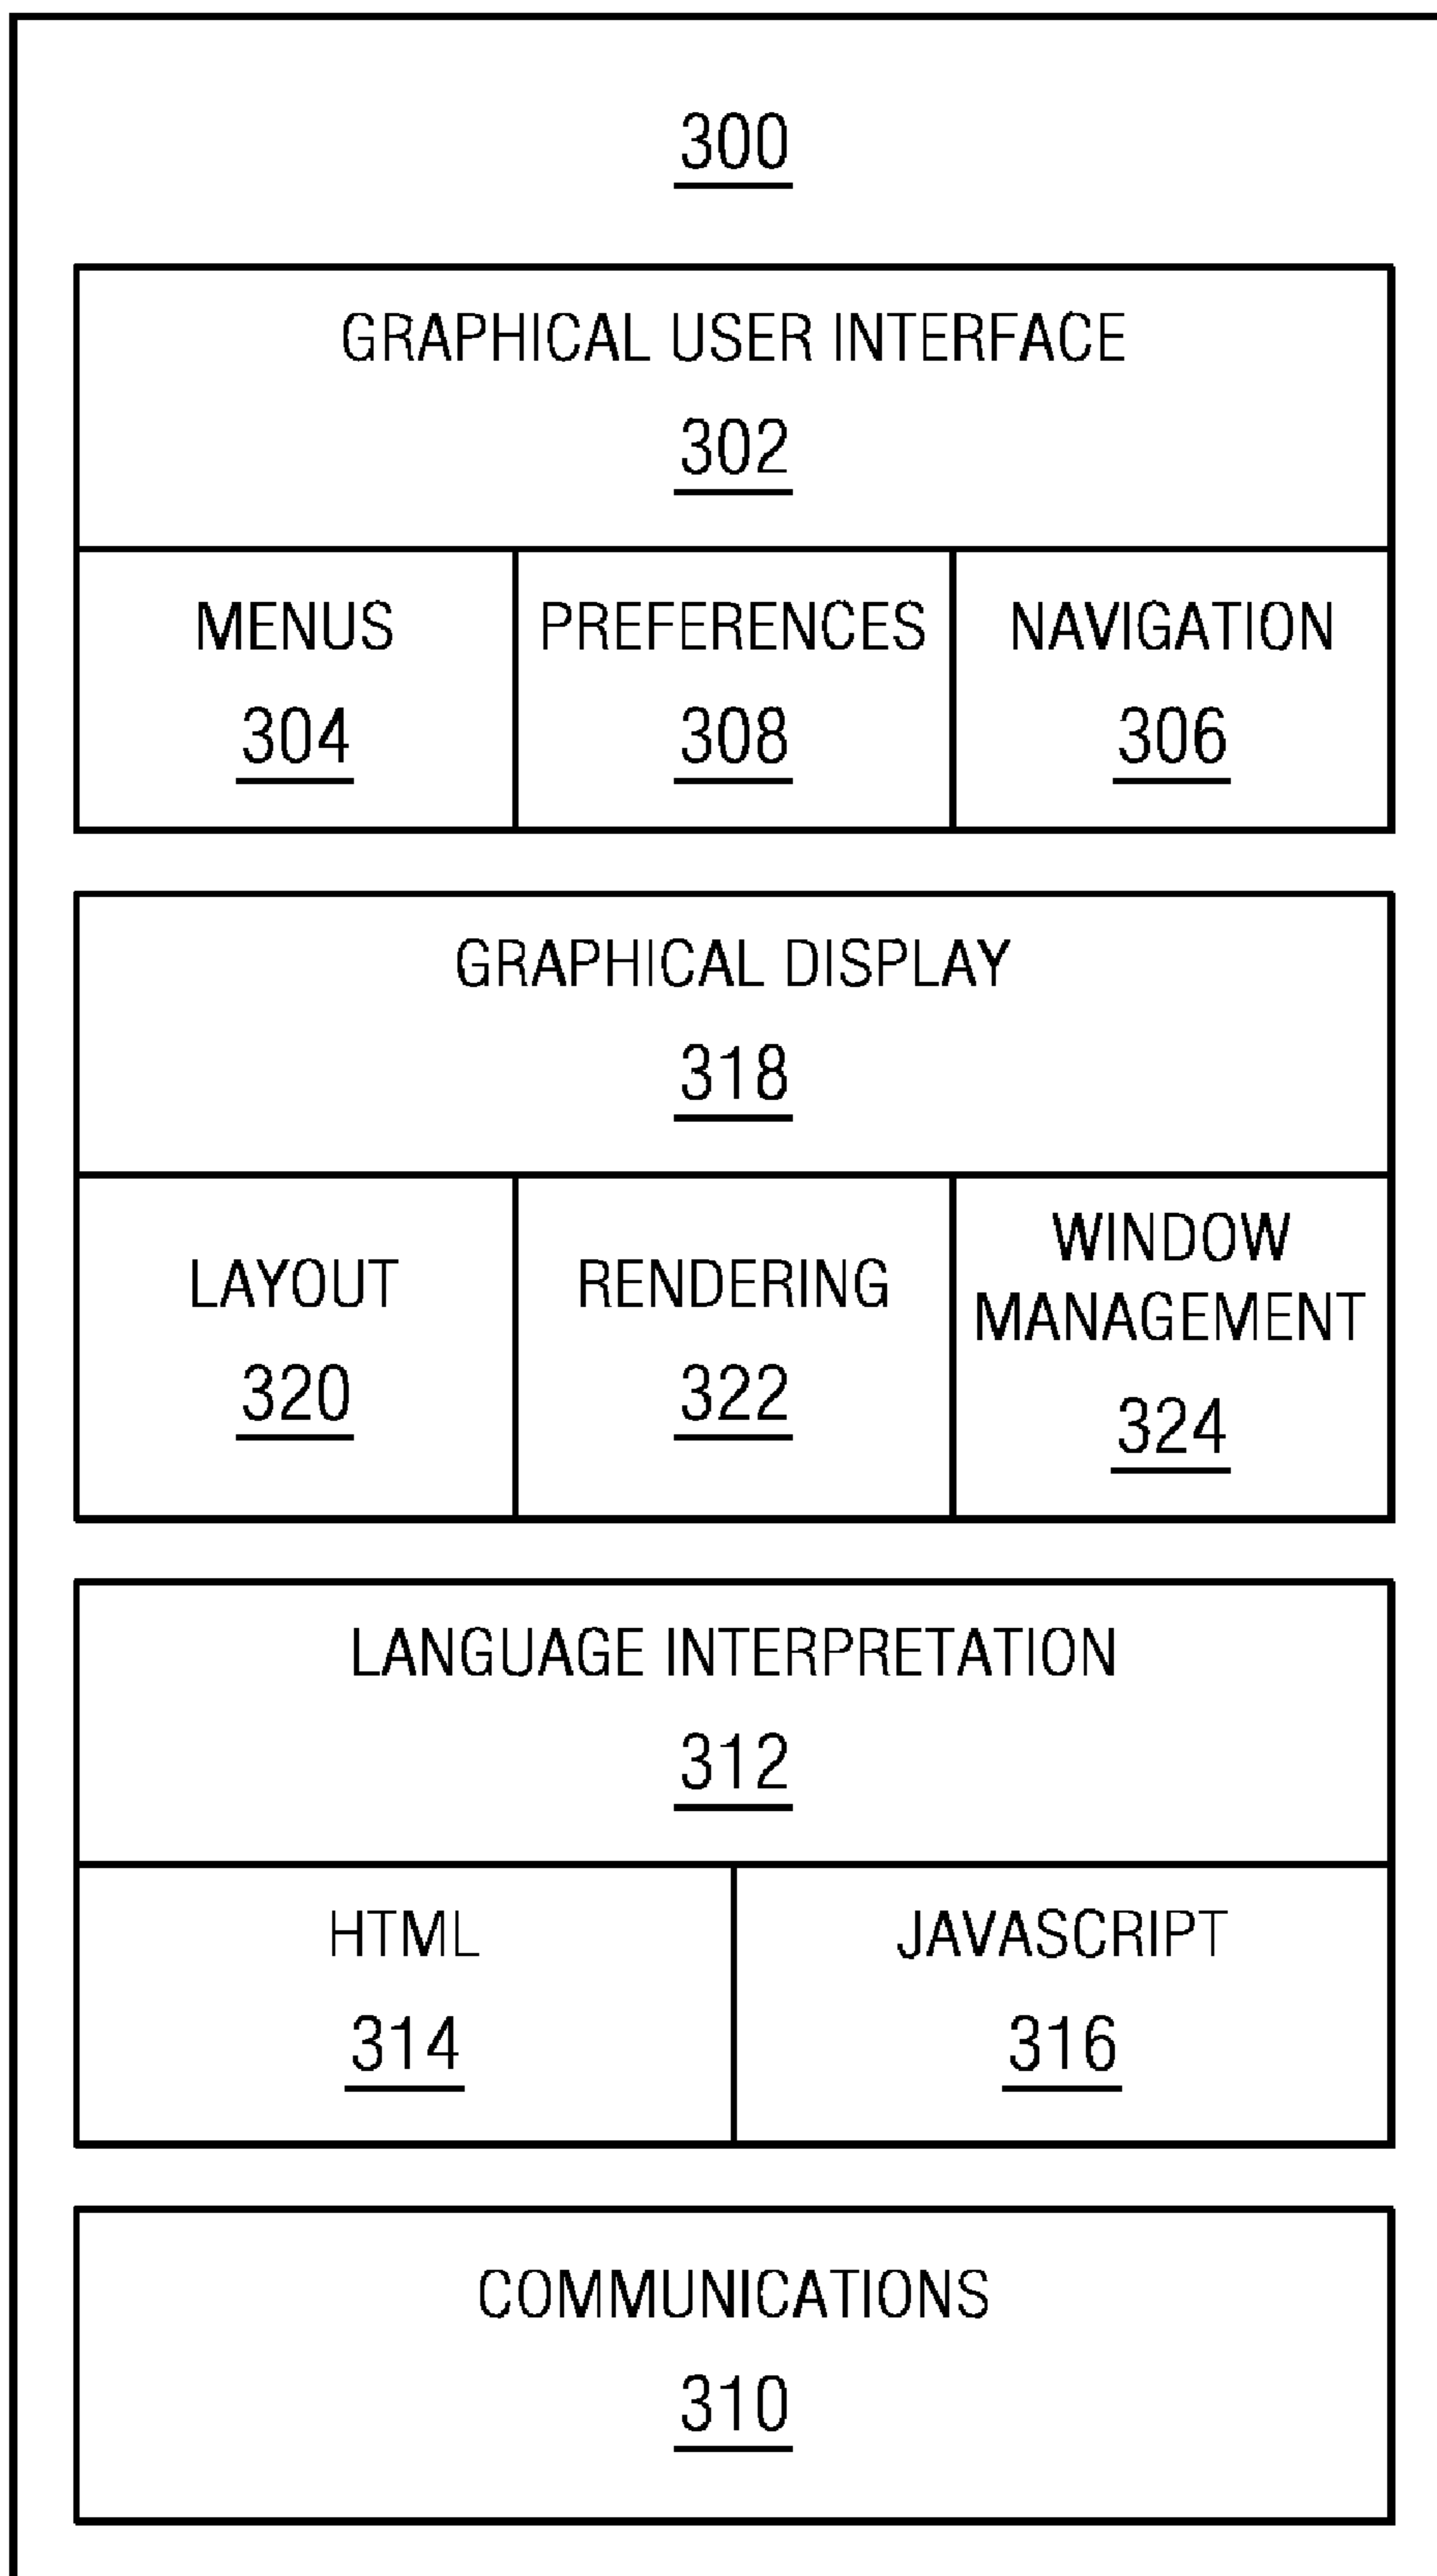 300
GRAPHICAL USER INTERFACE
302
MENUS
304
PREFERENCES
308
NAVIGATION
306
GRAPHICAL DISPLAY
318
LAYOUT
320
RENDERING
322
WINDOW
MANAGEMENT
324
LANGUAGE INTERPRETATION
312
HTML
314
JAVASCRIPT
316
COMMUNICATIONS
310